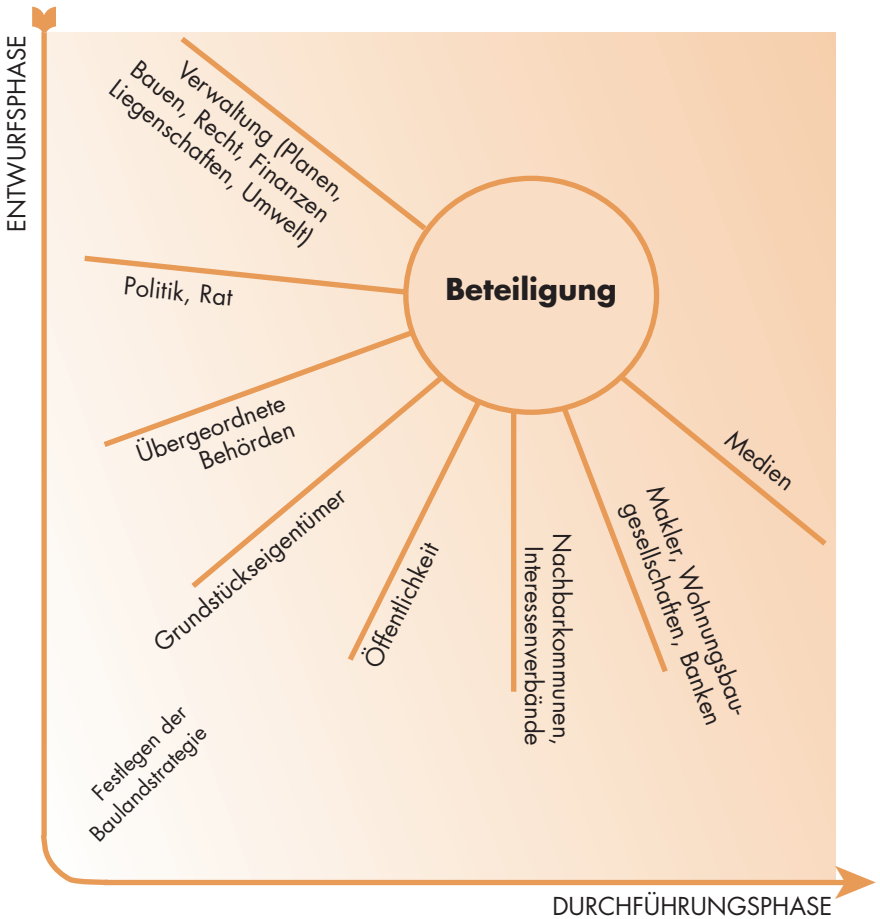 ENTWURFSPHASE
Verwaltung (Planen,
Bauen, Recht, Finanzen
Liegenschaften, Umwelt)
Politik, Rat
Übergeordnete
Behörden
Grundstückseigentümer
Öffentlichkeit
Nachbarkommunen,
Interessenverbände
Makler, Wohnungsbau-
gesellschaften, Banken
Medien
Beteiligung
Festlegen der
Baulandstrategie
DURCHFÜHRUNGSPHASE